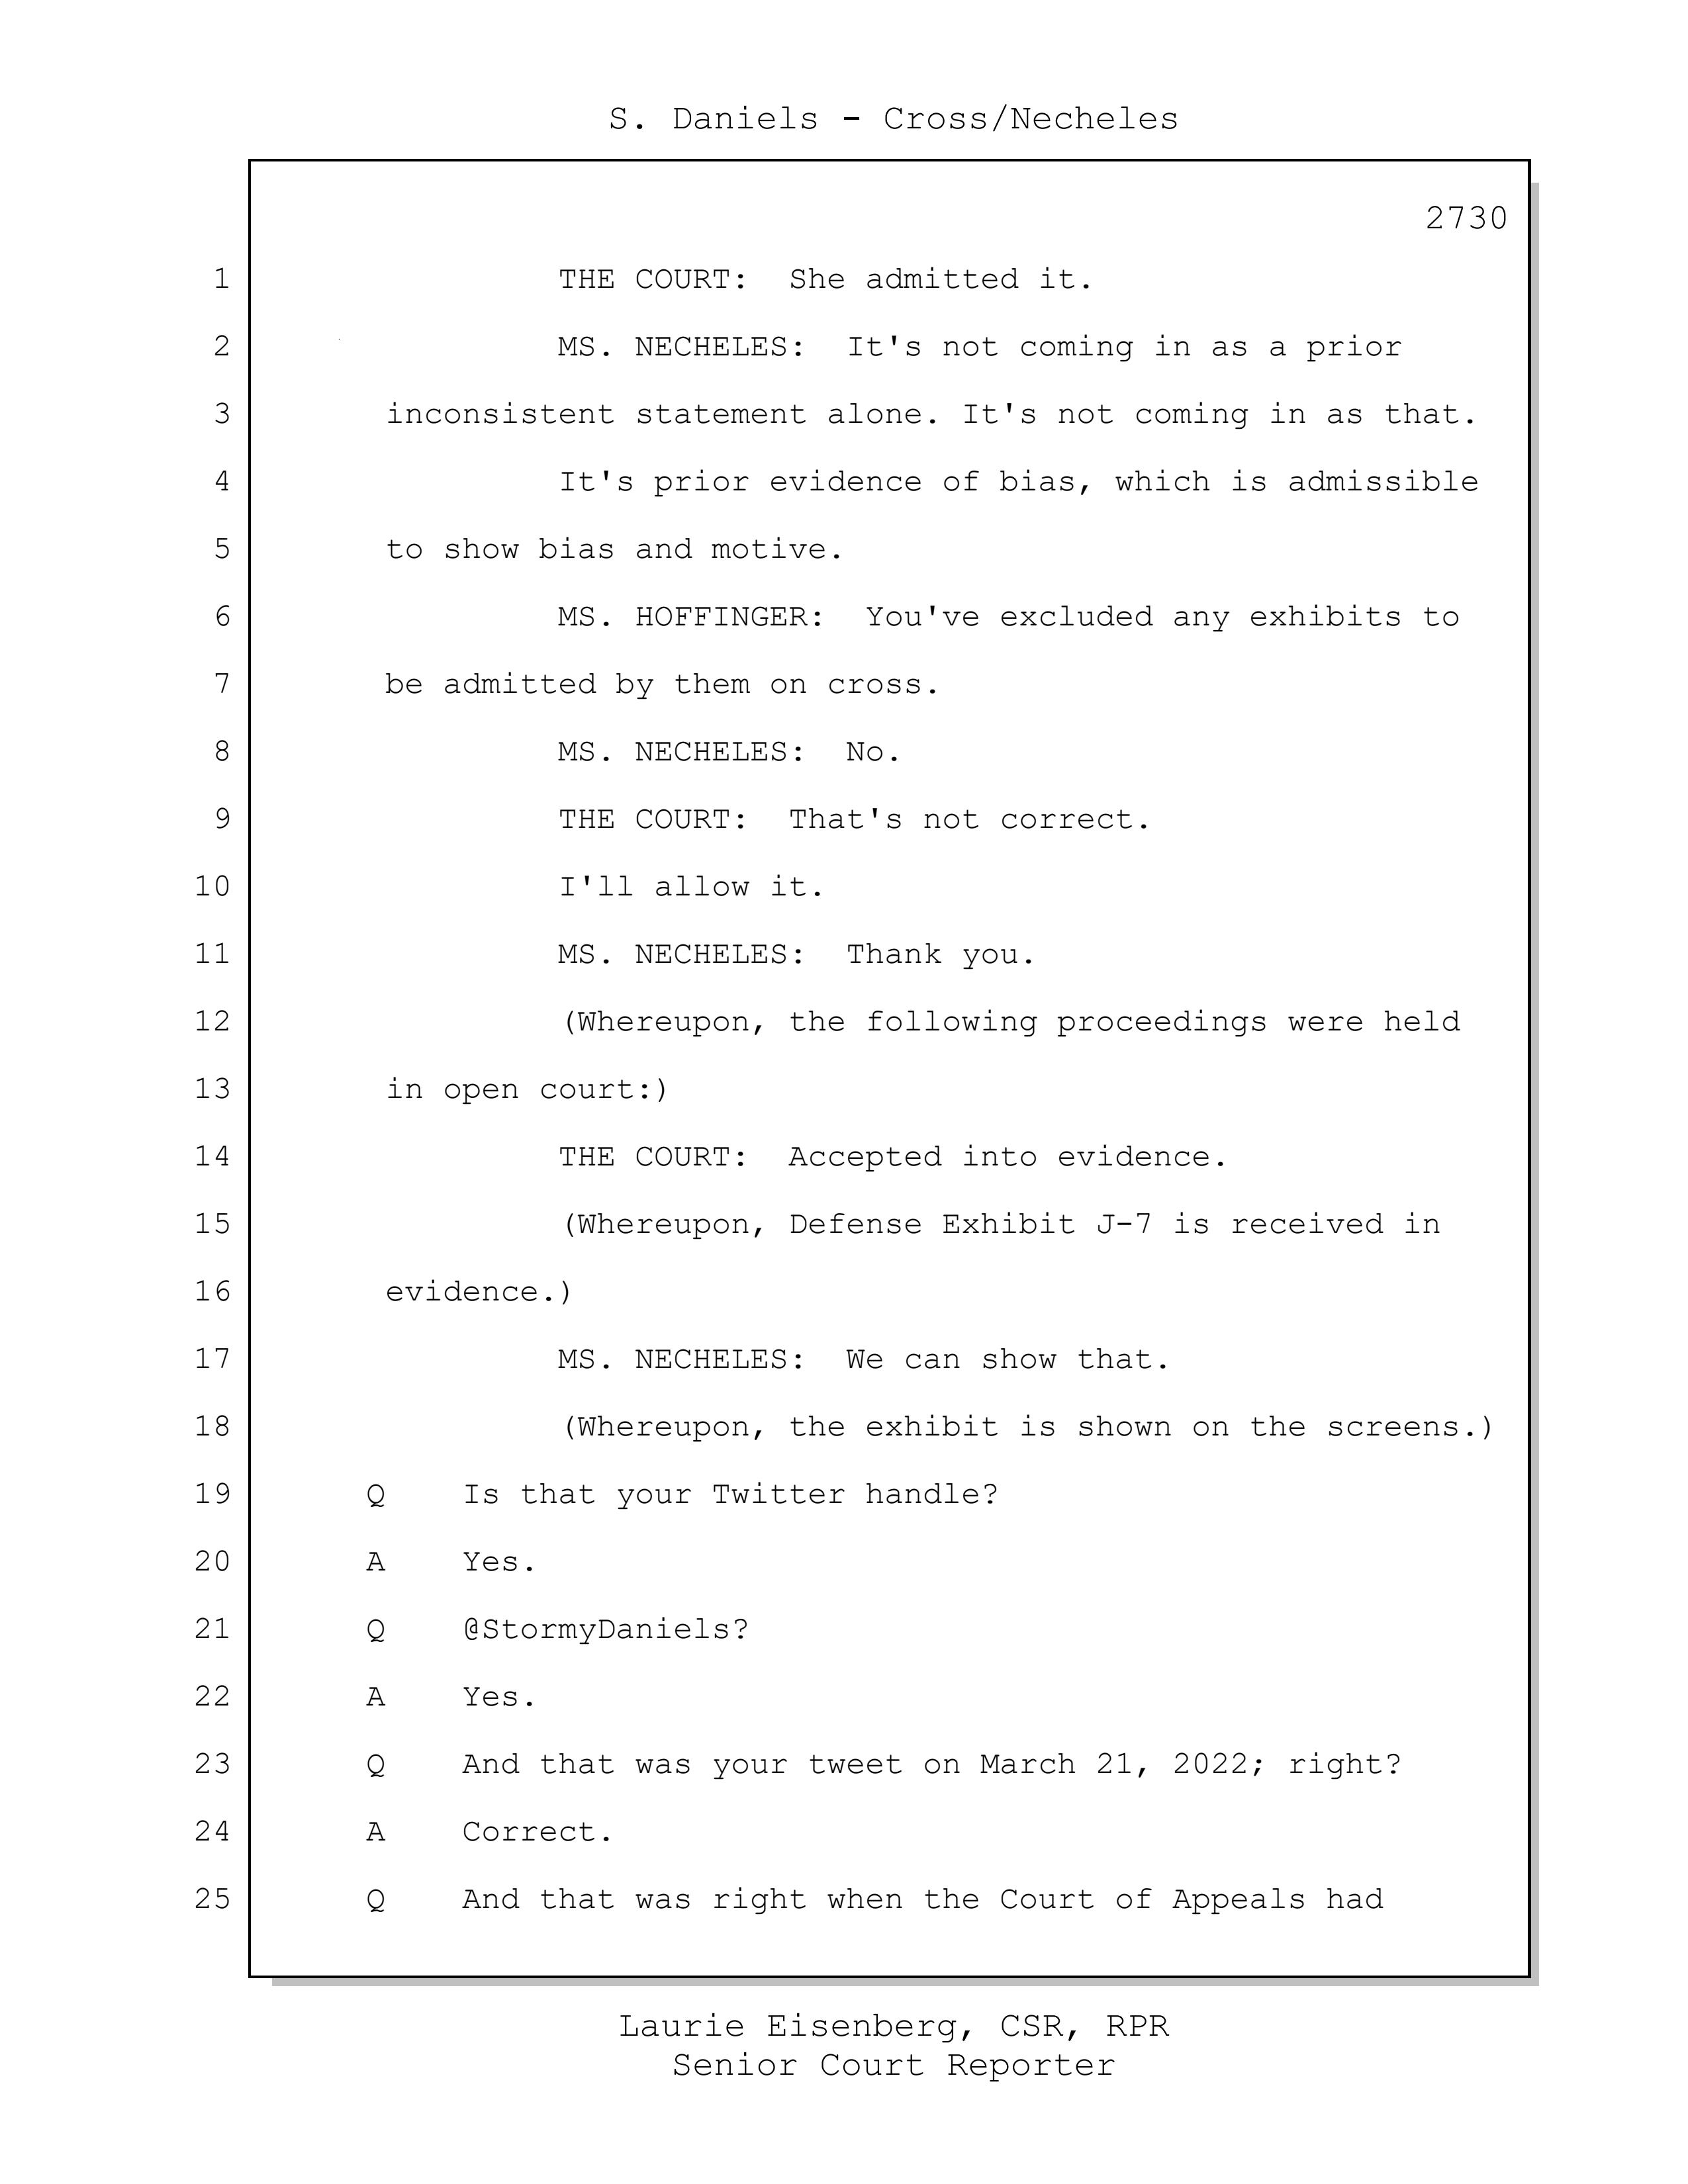 S. Daniels - Cross/Necheles
2730
1 THE COURT: She admitted it.
2 MS. NECHELES: It's not coming in as a prior
3 inconsistent statement alone. It's not coming in as that.
4 It's prior evidence of bias, which is admissible
5 to show bias and motive.
6 MS. HOFFINGER: You've excluded any exhibits to
7 be admitted by them on cross.
8 MS. NECHELES: No.
9 THE COURT: That's not correct.
10 I'll allow it.
11 MS. NECHELES: Thank you.
12 (Whereupon, the following proceedings were held
13 in open court:)
14 THE COURT: Accepted into evidence.
15 (Whereupon, Defense Exhibit J-7 is received in
16 evidence.)
17 MS. NECHELES: We can show that.
18 (Whereupon, the exhibit is shown on the screens.)
19 Q Is that your Twitter handle?
20 A Yes.
21 Q @StormyDaniels?
22 A Yes.
23 Q And that was your tweet on March 21, 2022; right?
24 A Correct.
25 Q And that was right when the Court of Appeals had
Laurie Eisenberg, CSR, RPR
Senior Court Reporter